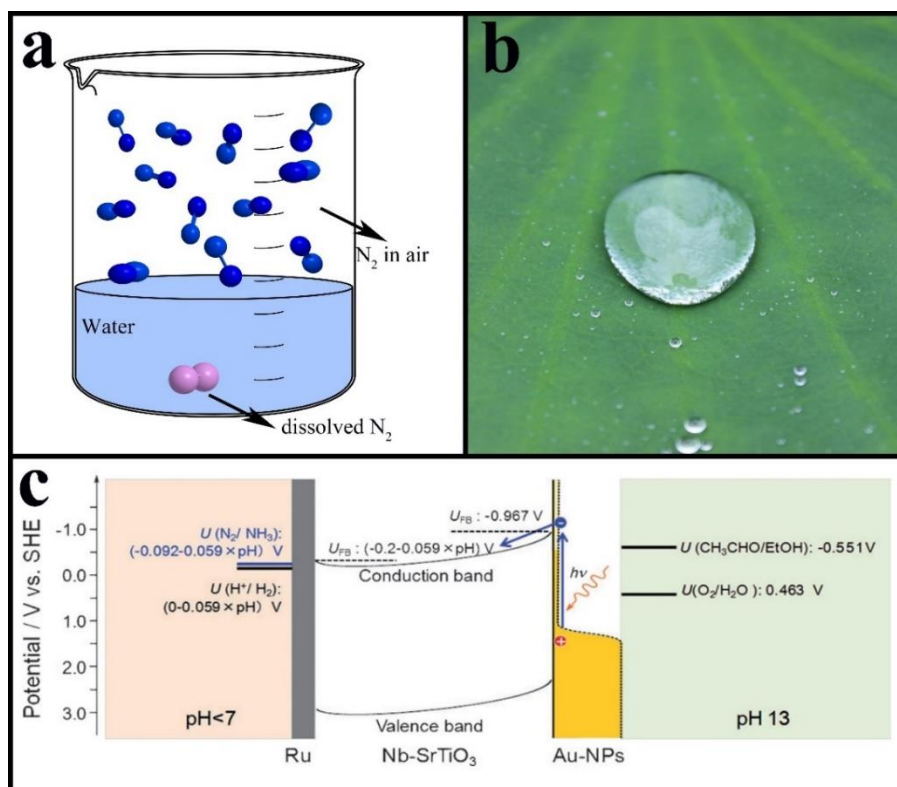 a
N₂ in air
Water
dissolved N₂
b
c
Potential / V vs. SHE
-1.0
0.0
1.0
2.0
3.0
U (N₂/ NH₃):
(-0.092-0.059 × pH) V
U (H⁺/ H₂):
(0-0.059 × pH) V
pH<7
Ru
U_FB : (-0.2-0.059 × pH) V
Conduction band
Valence band
Nb-SrTiO₃
U_FB : -0.967 V
hν
Au-NPs
U (CH₃CHO/EtOH): -0.551 V
U(O₂/H₂O ): 0.463 V
pH 13